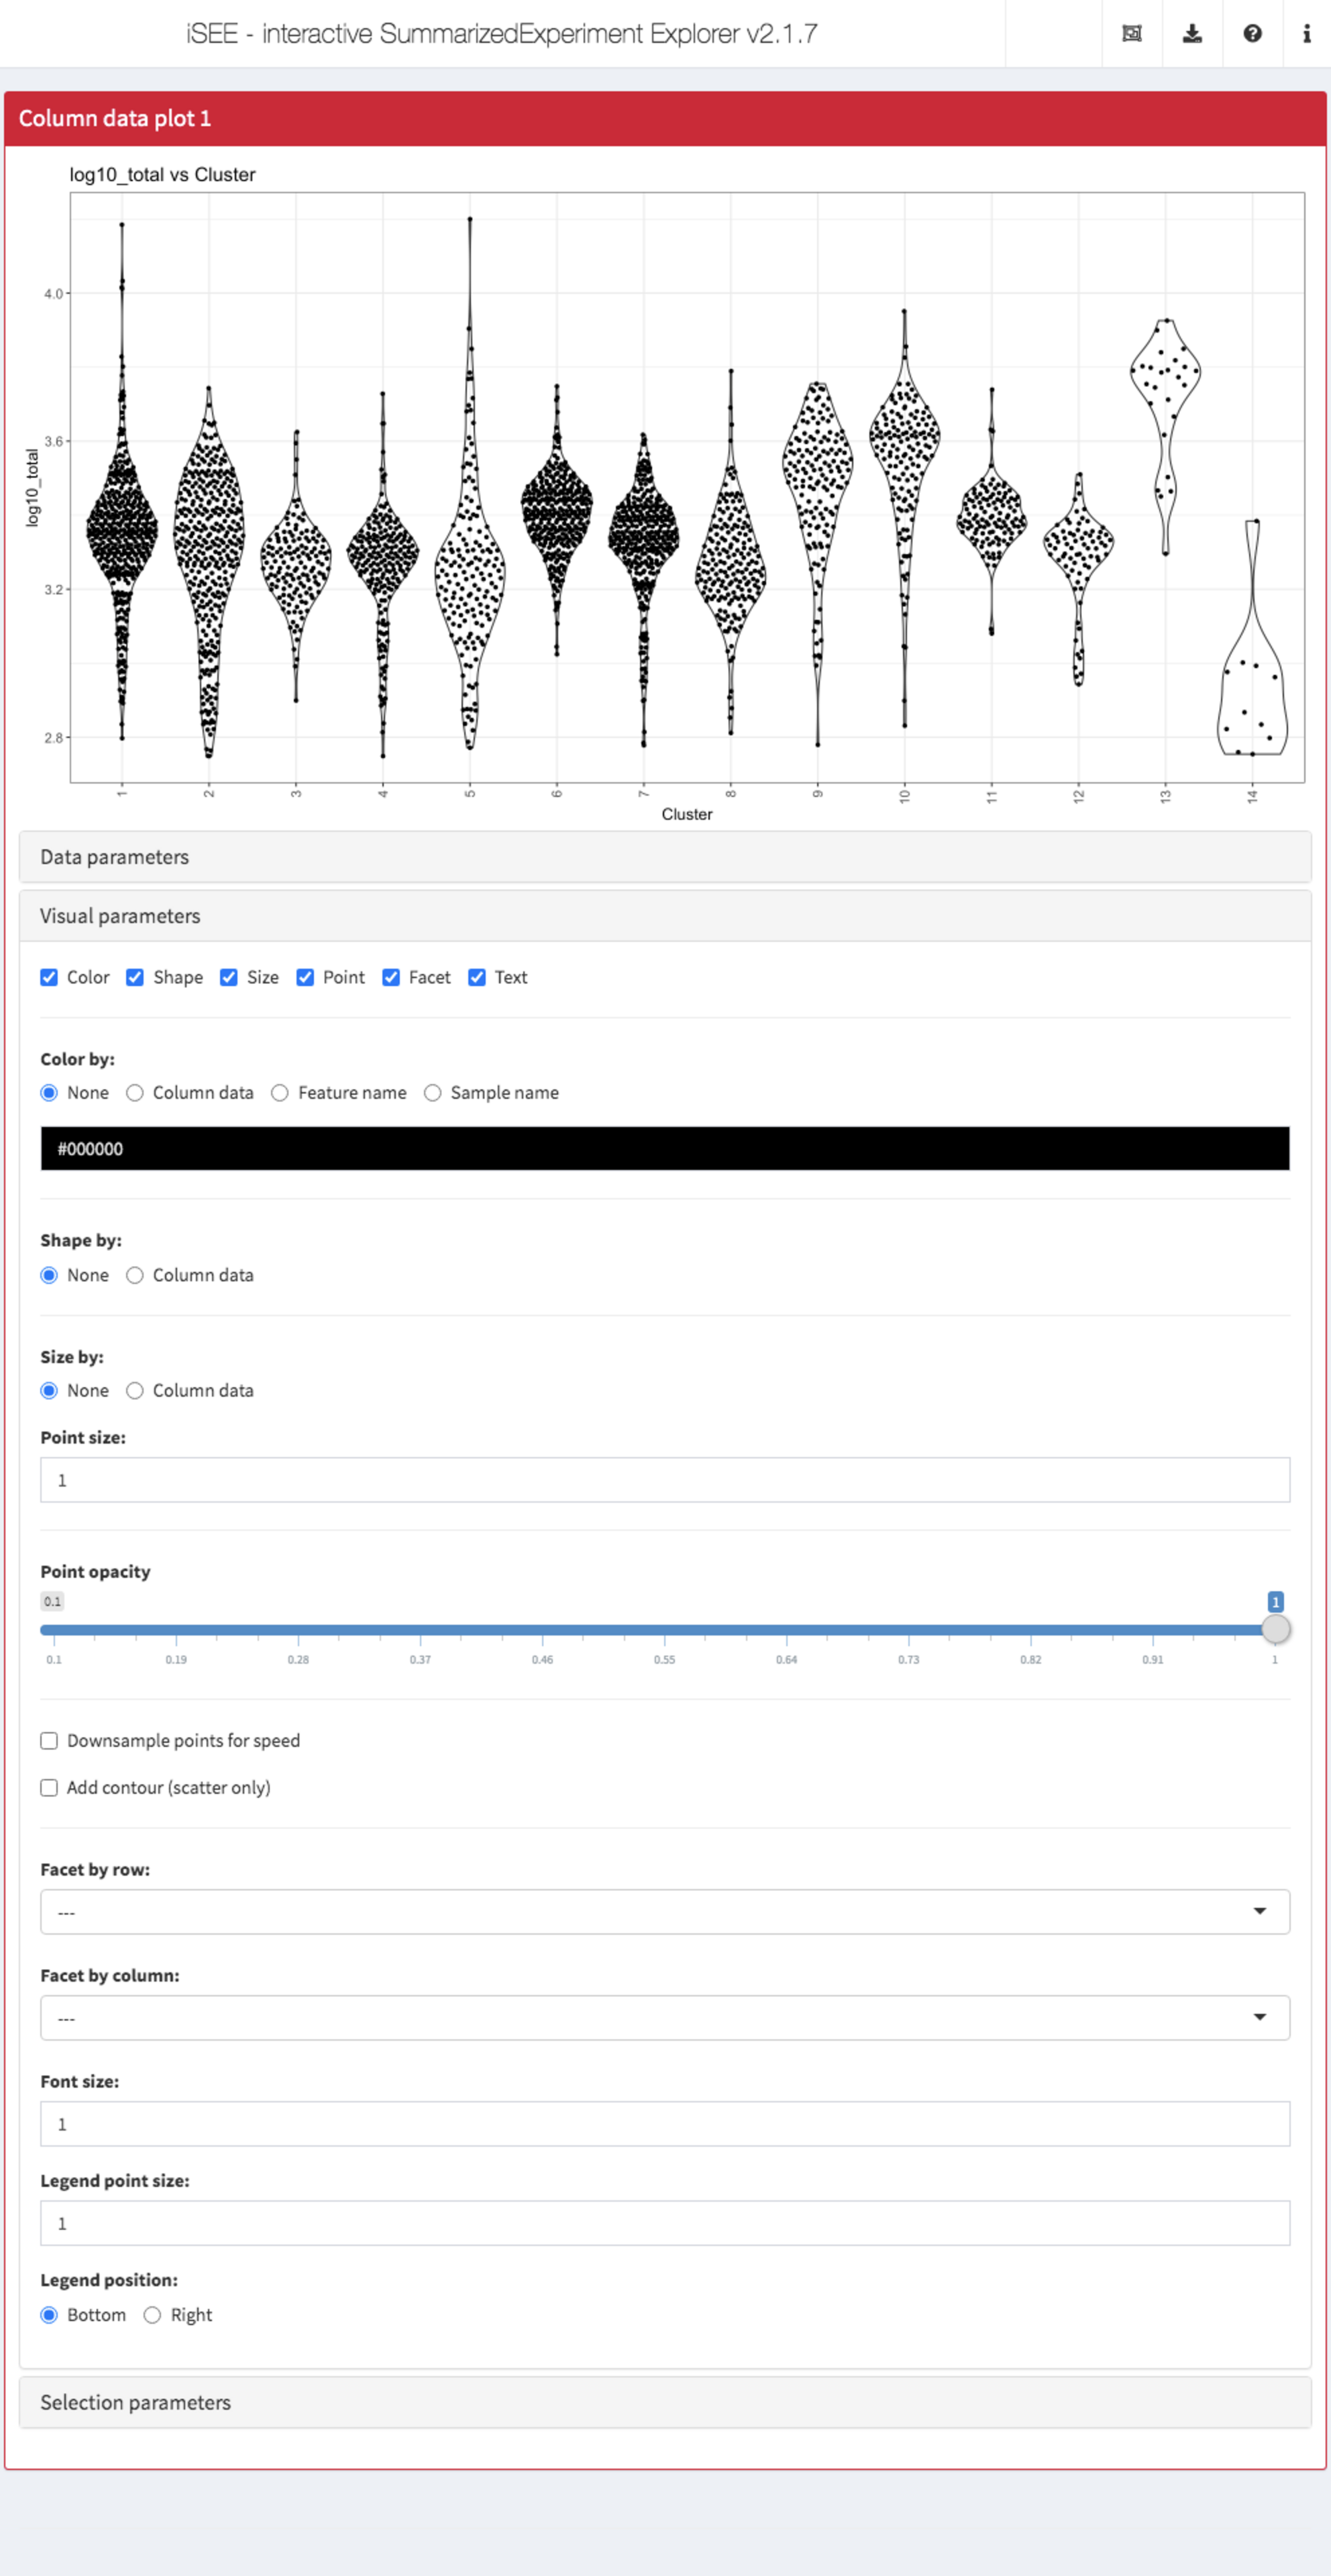 iSEE - interactive SummarizedExperiment Explorer v2.1.7
Column data plot 1
log10_total vs Cluster
4.0
3.6
3.2
2.8
log10_total
1 2 3 4 5 6 7 8 9 10 11 12 13 14
Cluster
Data parameters
Visual parameters
Color Shape Size Point Facet Text
Color by:
None Column data Feature name Sample name
#000000
Shape by:
None Column data
Size by:
None Column data
Point size:
1
Point opacity
0.1 1
0.1 0.19 0.28 0.37 0.46 0.55 0.64 0.73 0.82 0.91 1
Downsample points for speed
Add contour (scatter only)
Facet by row:
---
Facet by column:
---
Font size:
1
Legend point size:
1
Legend position:
Bottom Right
Selection parameters